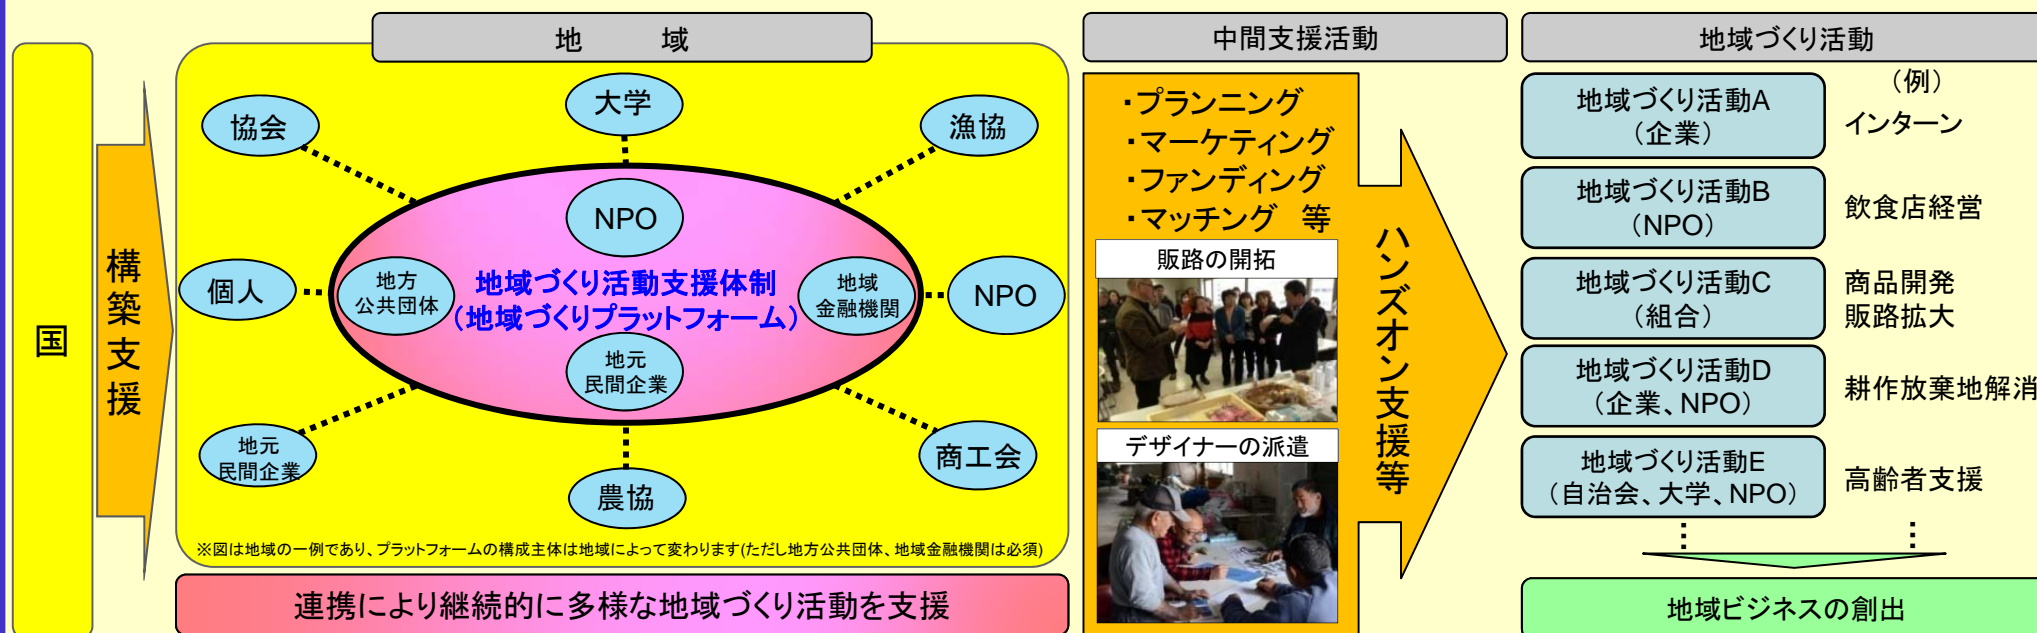 国
構築支援
地　　域
協会
大学
漁協
個人
NPO
地元
民間企業
農協
商工会
NPO
地方
公共団体
地域づくり活動支援体制
（地域づくりプラットフォーム）
地域
金融機関
地元
民間企業
※図は地域の一例であり、プラットフォームの構成主体は地域によって変わります(ただし地方公共団体、地域金融機関は必須)
連携により継続的に多様な地域づくり活動を支援
中間支援活動
・プランニング
・マーケティング
・ファンディング
・マッチング　等
販路の開拓
デザイナーの派遣
ハンズオン支援等
地域づくり活動
（例）
地域づくり活動A
（企業）
インターン
地域づくり活動B
（NPO）
飲食店経営
地域づくり活動C
（組合）
商品開発
販路拡大
地域づくり活動D
（企業、NPO）
耕作放棄地解消
地域づくり活動E
（自治会、大学、NPO）
高齢者支援
地域ビジネスの創出